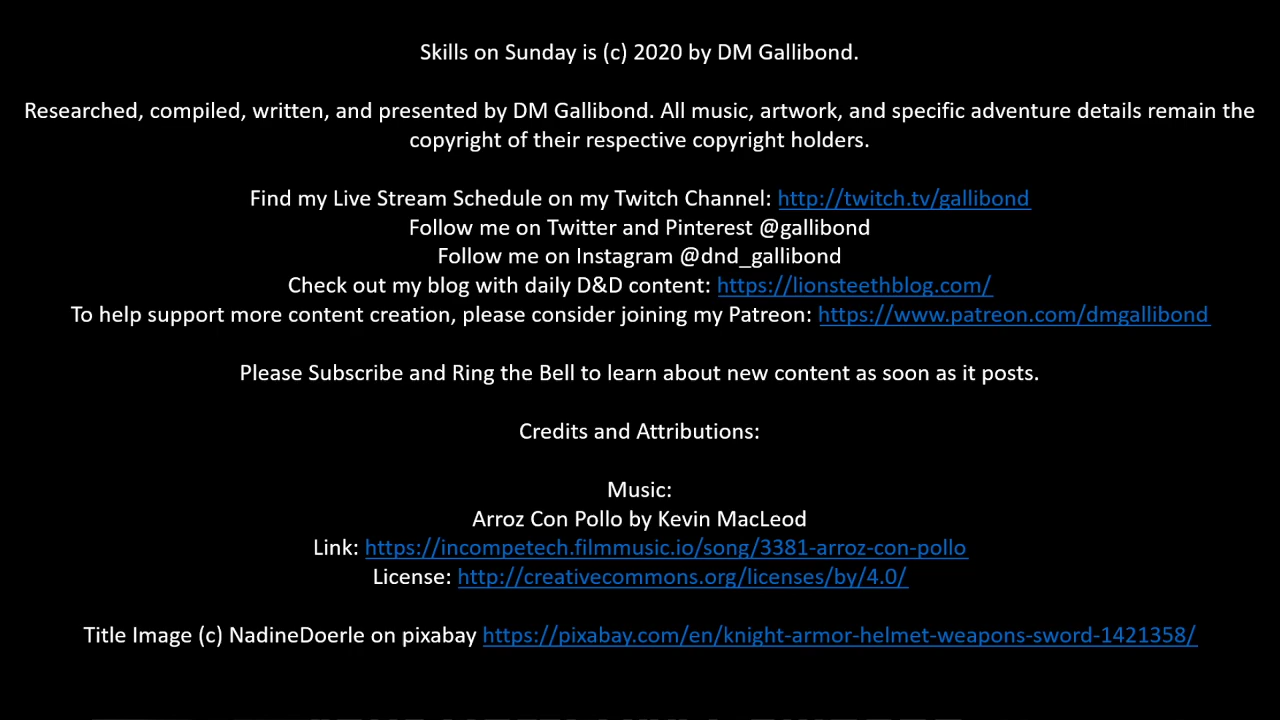 Skills on Sunday is (c) 2020 by DM Gallibond.
Researched, compiled, written, and presented by DM Gallibond. All music, artwork, and specific adventure details remain the
copyright of their respective copyright holders.
Find my Live Stream Schedule on my Twitch Channel: http://twitch.tv/gallibond
Follow me on Twitter and Pinterest @gallibond
Follow me on Instagram @dnd_gallibond
Check out my blog with daily D&D content: https://lionsteethblog.com/
To help support more content creation, please consider joining my Patreon: https://www.patreon.com/dmgallibond
Please Subscribe and Ring the Bell to learn about new content as soon as it posts.
Credits and Attributions:
Music:
Arroz Con Pollo by Kevin MacLeod
Link: https://incompetech.filmmusic.io/song/3381-arroz-con-pollo
License: http://creativecommons.org/licenses/by/4.0/
Title Image (c) NadineDoerle on pixabay https://pixabay.com/en/knight-armor-helmet-weapons-sword-1421358/